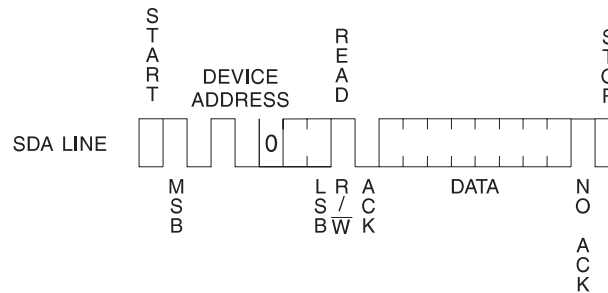 START
DEVICE
ADDRESS
READ
STOP
SDA LINE
0
MSB
LSB
R/W
ACK
DATA
NO ACK